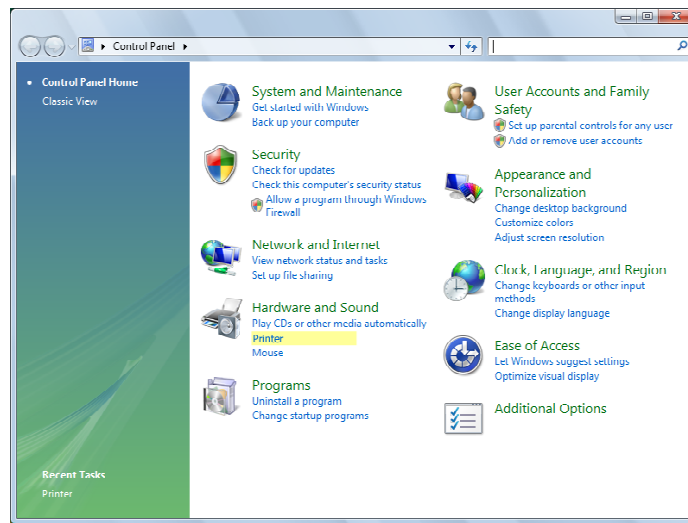 Control Panel
Control Panel Home
Classic View
System and Maintenance
Get started with Windows
Back up your computer
Security
Check for updates
Check this computer's security status
Allow a program through Windows
Firewall
Network and Internet
View network status and tasks
Set up file sharing
Hardware and Sound
Play CDs or other media automatically
Printer
Mouse
Programs
Uninstall a program
Change startup programs
User Accounts and Family
Safety
Set up parental controls for any user
Add or remove user accounts
Appearance and
Personalization
Change desktop background
Customize colors
Adjust screen resolution
Clock, Language, and Region
Change keyboards or other input
methods
Change display language
Ease of Access
Let Windows suggest settings
Optimize visual display
Additional Options
Recent Tasks
Printer